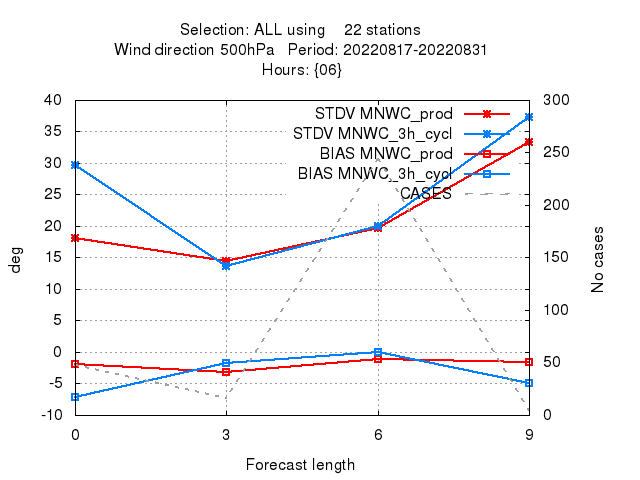 Selection: ALL using 22 stations
Wind direction 500hPa Period: 20220817-20220831
Hours: {06}
40 300
STDV MNWC_prod
35
STDV MNWC_3h_cycl
30 250
BIAS MNWC_prod
BIAS MNWC_3h_cycl
25 200
CASES
20
15 150
10 100
5
0 50
-5
-10 0
deg
No cases
0 3 6 9
Forecast length